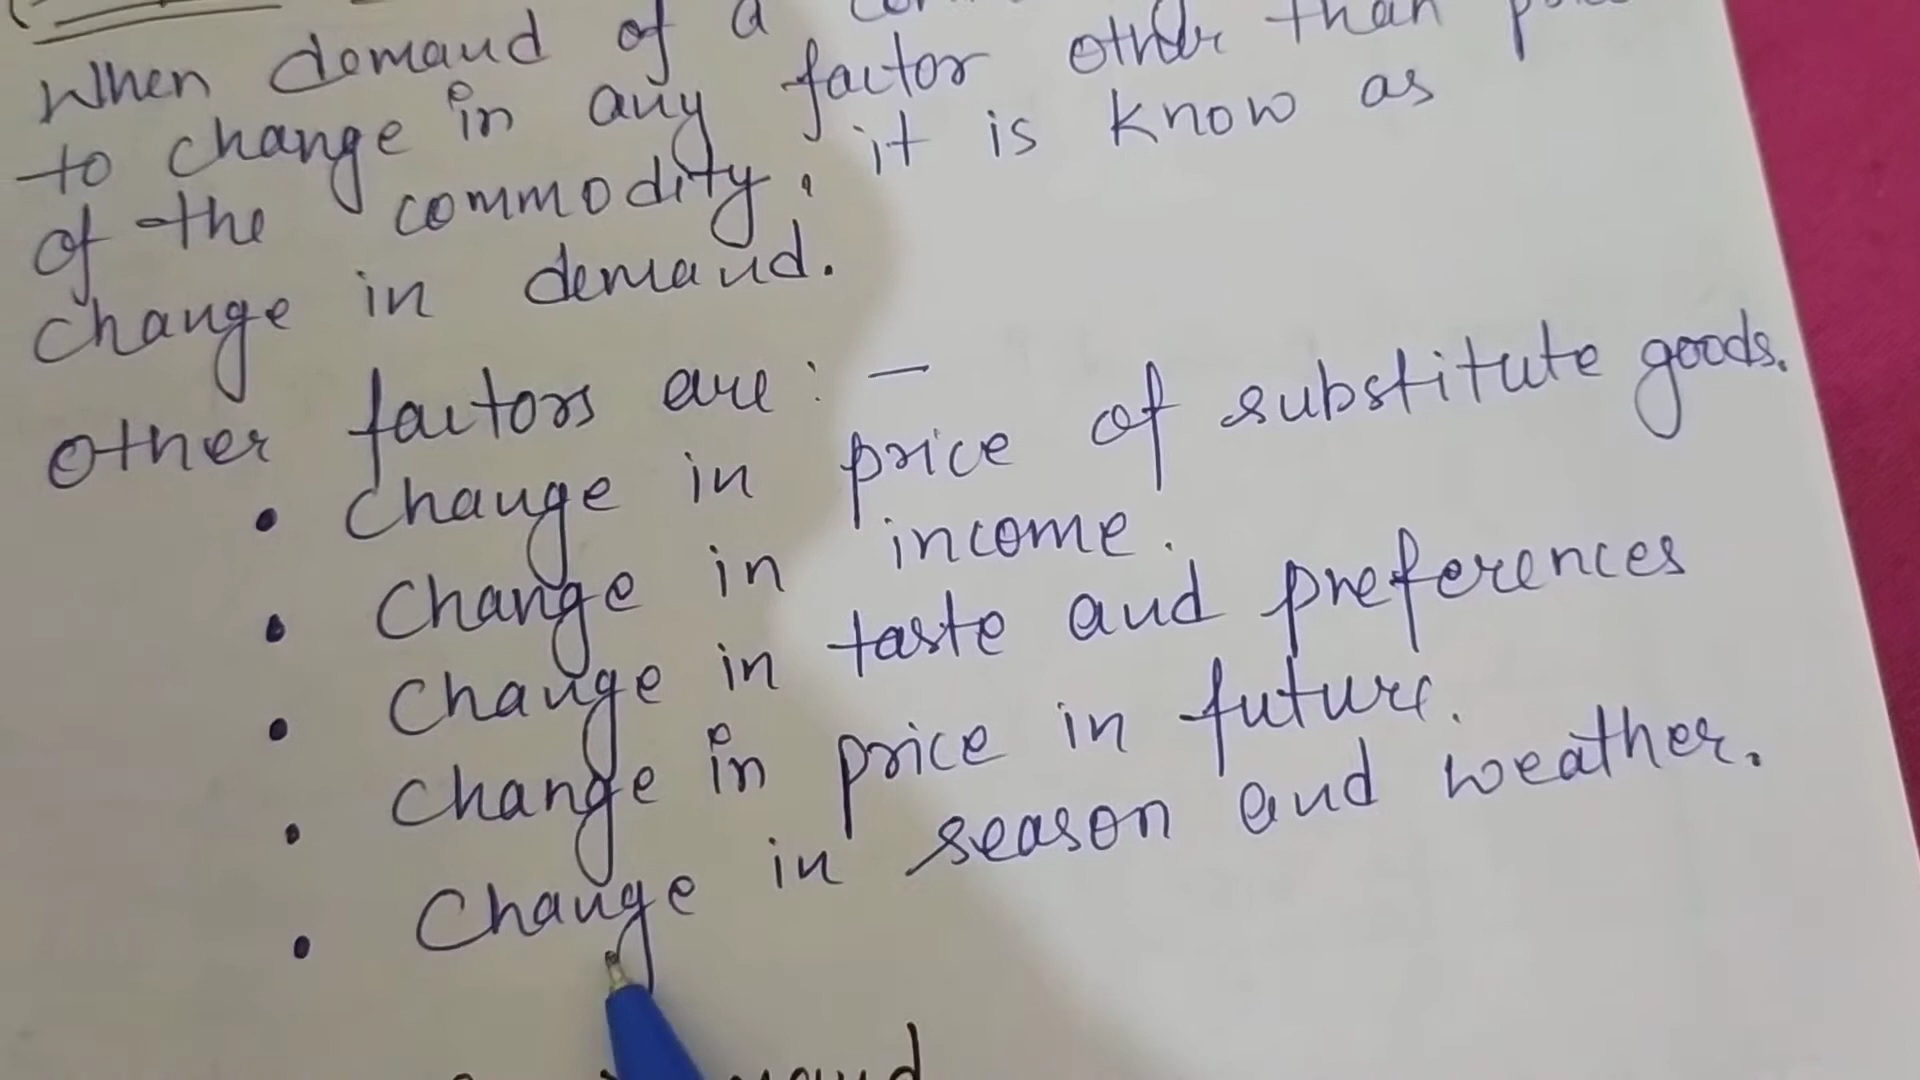 When demand of a
to change in any factor other than
of the commodity, it is know as
change in demand.
Other factors are : —
• Change in price of substitute goods.
• Change in income.
• Change in taste and preferences
• Change in price in future.
• Change in season and weather.